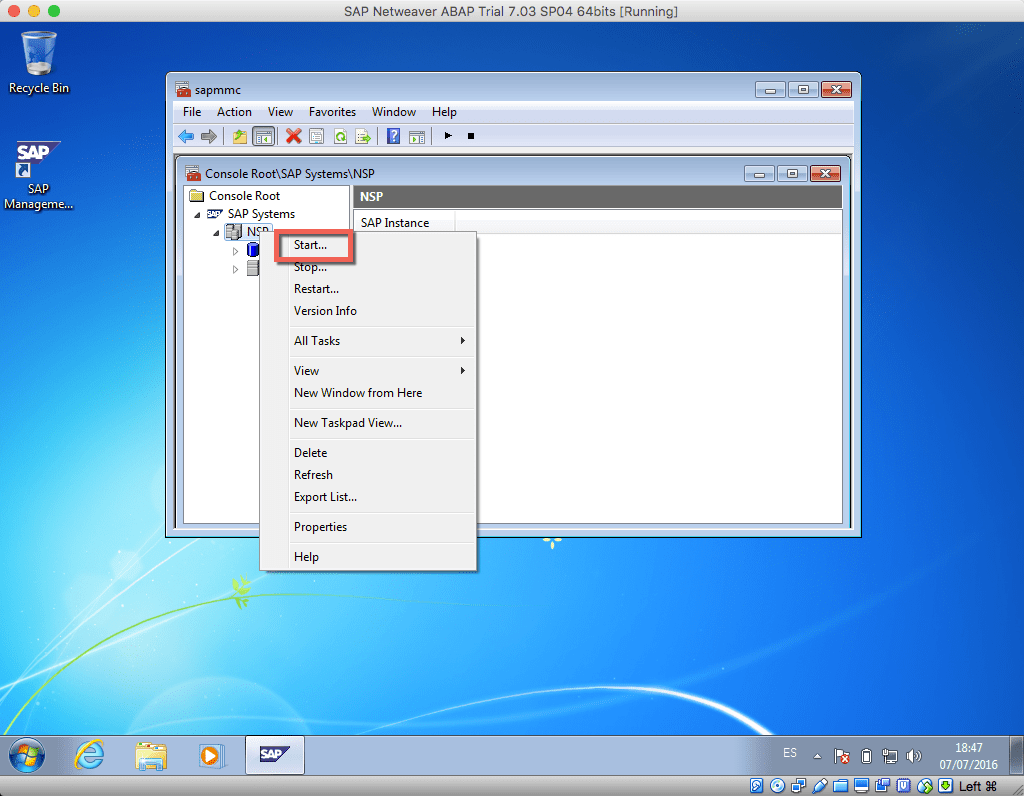 SAP Netweaver ABAP Trial 7.03 SP04 64bits [Running]
Recycle Bin
SAP
SAP
Manageme...
sapmmc
File Action View Favorites Window Help
Console Root\SAP Systems\NSP
Console Root
SAP Systems
NSP
NSP
SAP Instance
Start...
Stop...
Restart...
Version Info
All Tasks
View
New Window from Here
New Taskpad View...
Delete
Refresh
Export List...
Properties
Help
SAP
ES
18:47
07/07/2016
Left ⌘